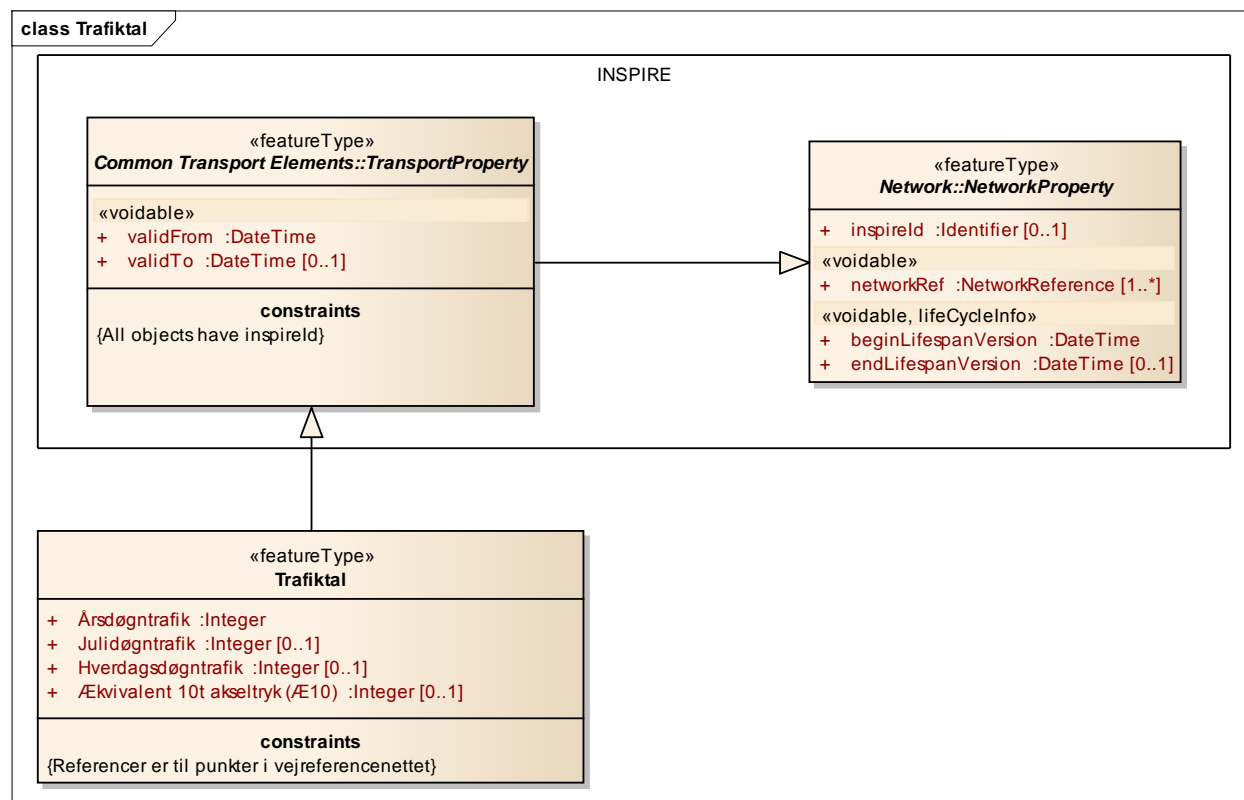 class Trafiktal
INSPIRE
«featureType»
Common Transport Elements::TransportProperty
«voidable»
+ validFrom :DateTime
+ validTo :DateTime [0..1]
constraints
{All objects have inspireId}
«featureType»
Network::NetworkProperty
+ inspireId :Identifier [0..1]
«voidable»
+ networkRef :NetworkReference [1..*]
«voidable, lifeCycleInfo»
+ beginLifespanVersion :DateTime
+ endLifespanVersion :DateTime [0..1]
«featureType»
Trafiktal
+ Årsdøgntrafik :Integer
+ Julidøgntrafik :Integer [0..1]
+ Hverdagsdøgntrafik :Integer [0..1]
+ Ækvivalent 10t akseltryk (Æ10) :Integer [0..1]
constraints
{Referencer er til punkter i vejreferencenettet}